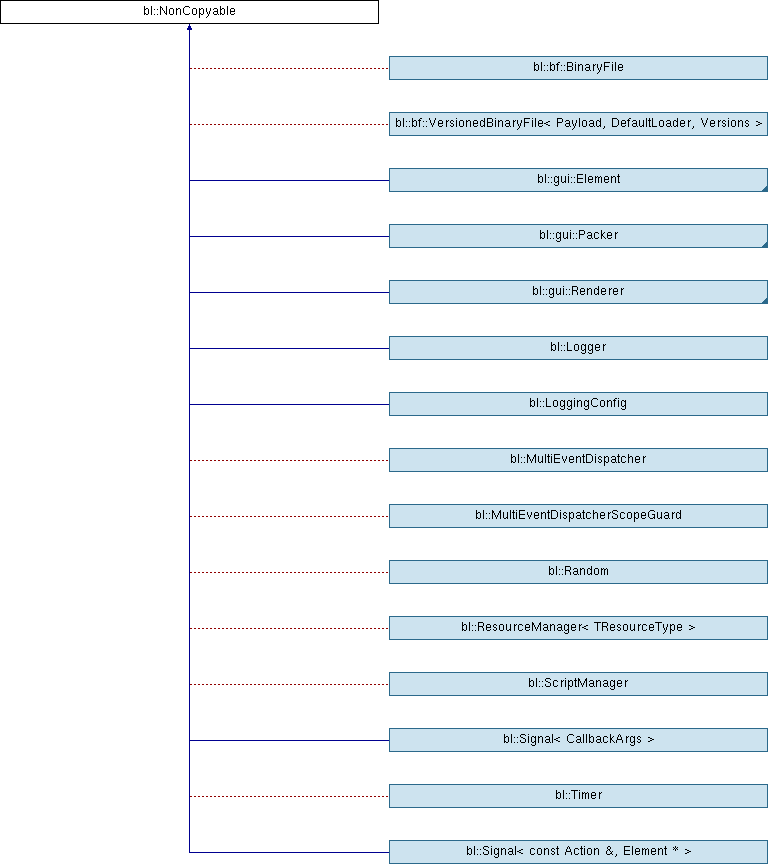 bl::NonCopyable
bl::bf::BinaryFile
bl::bf::VersionedBinaryFile< Payload, DefaultLoader, Versions >
bl::gui::Element
bl::gui::Packer
bl::gui::Renderer
bl::Logger
bl::LoggingConfig
bl::MultiEventDispatcher
bl::MultiEventDispatcherScopeGuard
bl::Random
bl::ResourceManager< TResourceType >
bl::ScriptManager
bl::Signal< CallbackArgs >
bl::Timer
bl::Signal< const Action &, Element * >